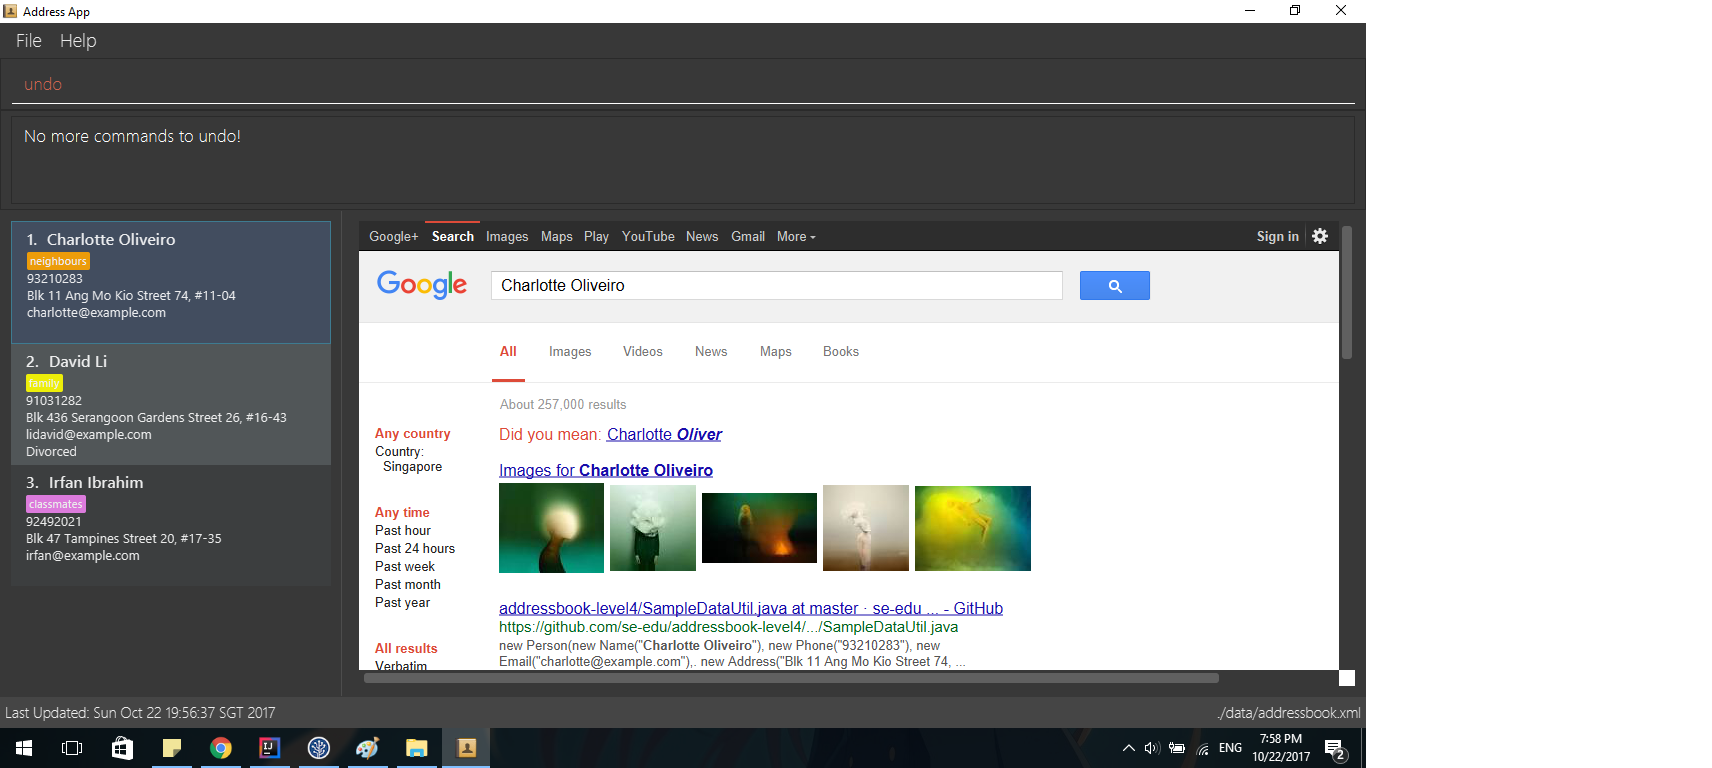 Address App
File Help
undo
No more commands to undo!
1. Charlotte Oliveiro
neighbours
93210283
Blk 11 Ang Mo Kio Street 74, #11-04
charlotte@example.com
2. David Li
family
91031282
Blk 436 Serangoon Gardens Street 26, #16-43
lidavid@example.com
Divorced
3. Irfan Ibrahim
classmates
92492021
Blk 47 Tampines Street 20, #17-35
irfan@example.com
Google+ Search Images Maps Play YouTube News Gmail More Sign in
Google Charlotte Oliveiro
All Images Videos News Maps Books
About 257,000 results
Any country
Country:
Singapore
Any time
Past hour
Past 24 hours
Past week
Past month
Past year
All results
Verbatim
Did you mean: Charlotte Oliver
Images for Charlotte Oliveiro
addressbook-level4/SampleDataUtil.java at master · se-edu ... - GitHub
https://github.com/se-edu/addressbook-level4/.../SampleDataUtil.java
new Person(new Name("Charlotte Oliveiro"), new Phone("93210283"), new
Email("charlotte@example.com"),. new Address("Blk 11 Ang Mo Kio Street 74, ...
Last Updated: Sun Oct 22 19:56:37 SGT 2017
./data/addressbook.xml
IJ
ENG
7:58 PM
10/22/2017
2